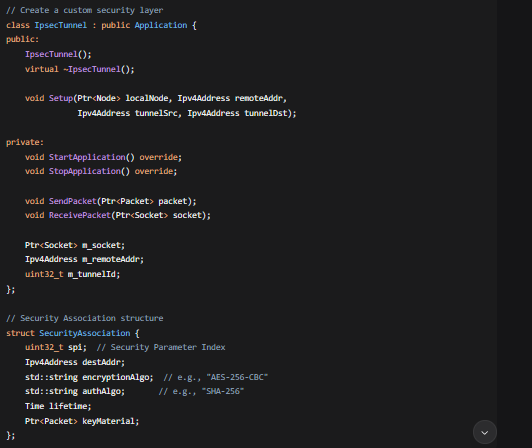 // Create a custom security layer
class IpsecTunnel : public Application {
public:
    IpsecTunnel();
    virtual ~IpsecTunnel();

    void Setup(Ptr<Node> localNode, Ipv4Address remoteAddr,
               Ipv4Address tunnelSrc, Ipv4Address tunnelDst);

private:
    void StartApplication() override;
    void StopApplication() override;

    void SendPacket(Ptr<Packet> packet);
    void ReceivePacket(Ptr<Socket> socket);

    Ptr<Socket> m_socket;
    Ipv4Address m_remoteAddr;
    uint32_t m_tunnelId;
};

// Security Association structure
struct SecurityAssociation {
    uint32_t spi;  // Security Parameter Index
    Ipv4Address destAddr;
    std::string encryptionAlgo;  // e.g., "AES-256-CBC"
    std::string authAlgo;        // e.g., "SHA-256"
    Time lifetime;
    Ptr<Packet> keyMaterial;
};